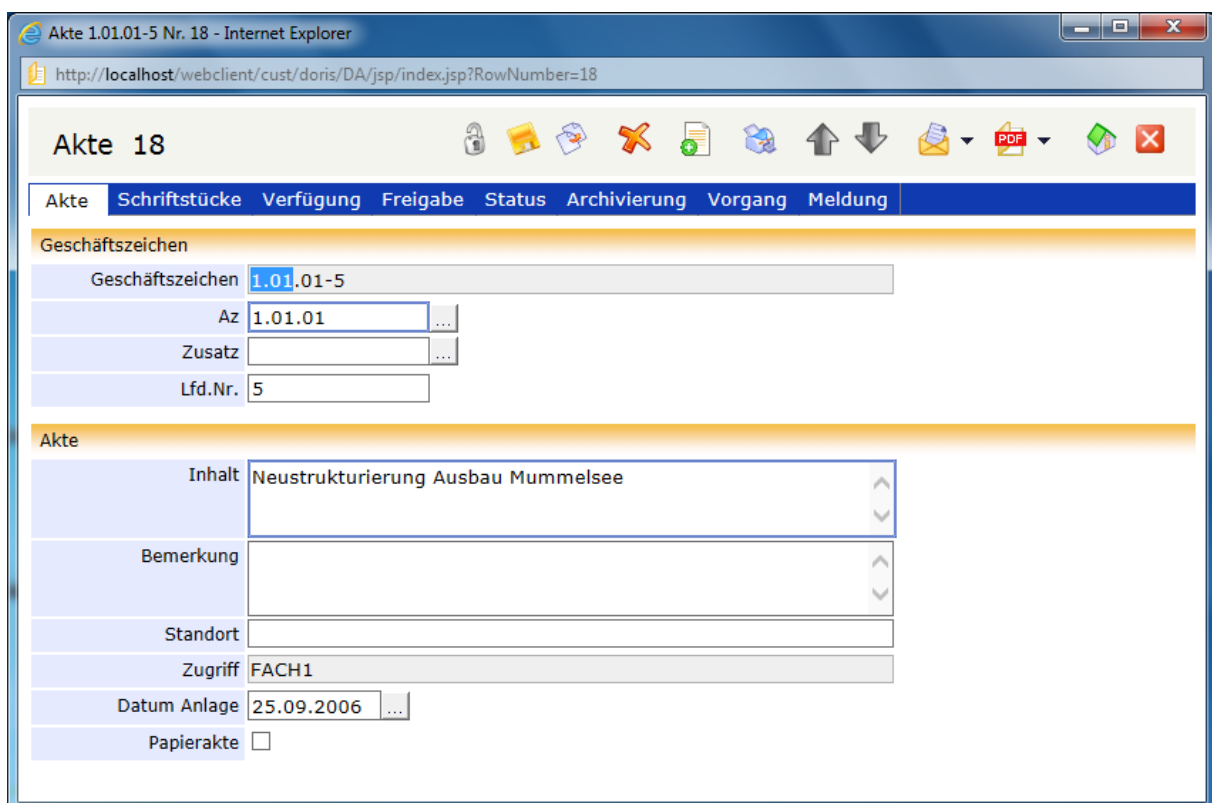 Akte 1.01.01-5 Nr. 18 - Internet Explorer
http://localhost/webclient/cust/doris/DA/jsp/index.jsp?RowNumber=18
Akte 18
PDF
Akte Schriftstücke Verfügung Freigabe Status Archivierung Vorgang Meldung
Geschäftszeichen
Geschäftszeichen 1.01.01-5
Az 1.01.01 ...
Zusatz ...
Lfd.Nr. 5
Akte
Inhalt Neustrukturierung Ausbau Mummelsee
Bemerkung
Standort
Zugriff FACH1
Datum Anlage 25.09.2006 ...
Papierakte